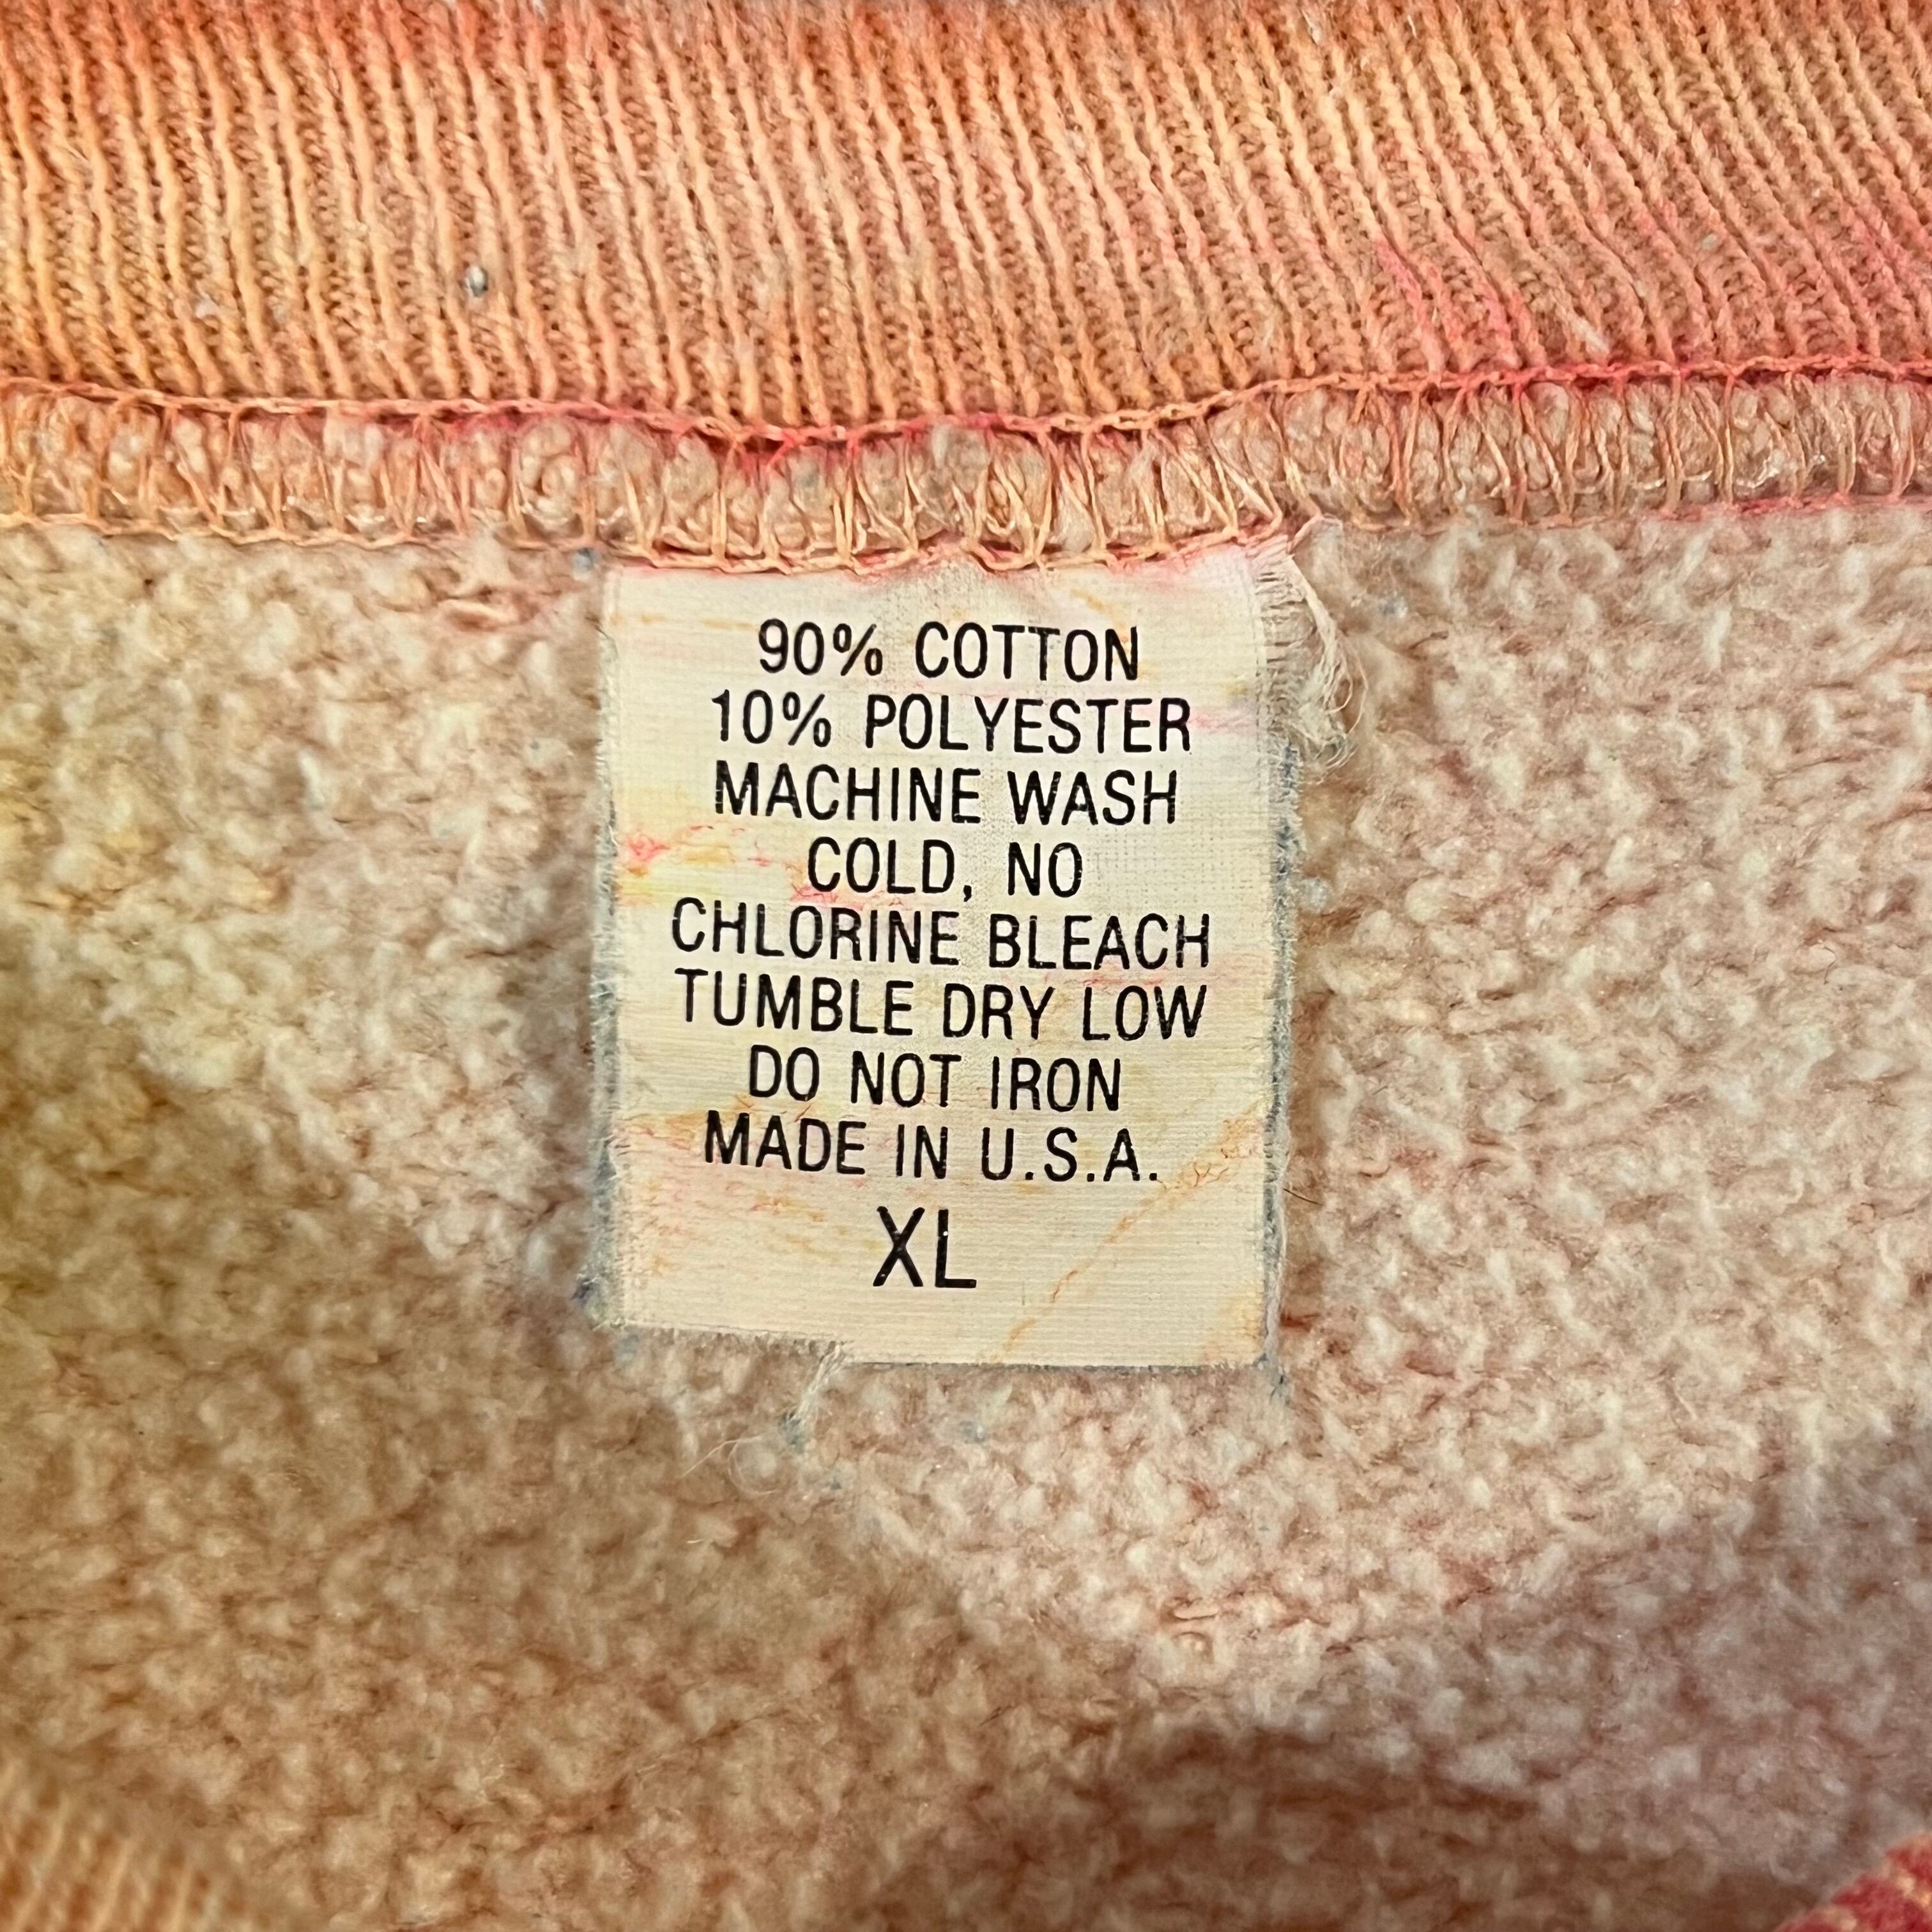 90% COTTON
10% POLYESTER
MACHINE WASH
COLD, NO
CHLORINE BLEACH
TUMBLE DRY LOW
DO NOT IRON
MADE IN U.S.A.
XL